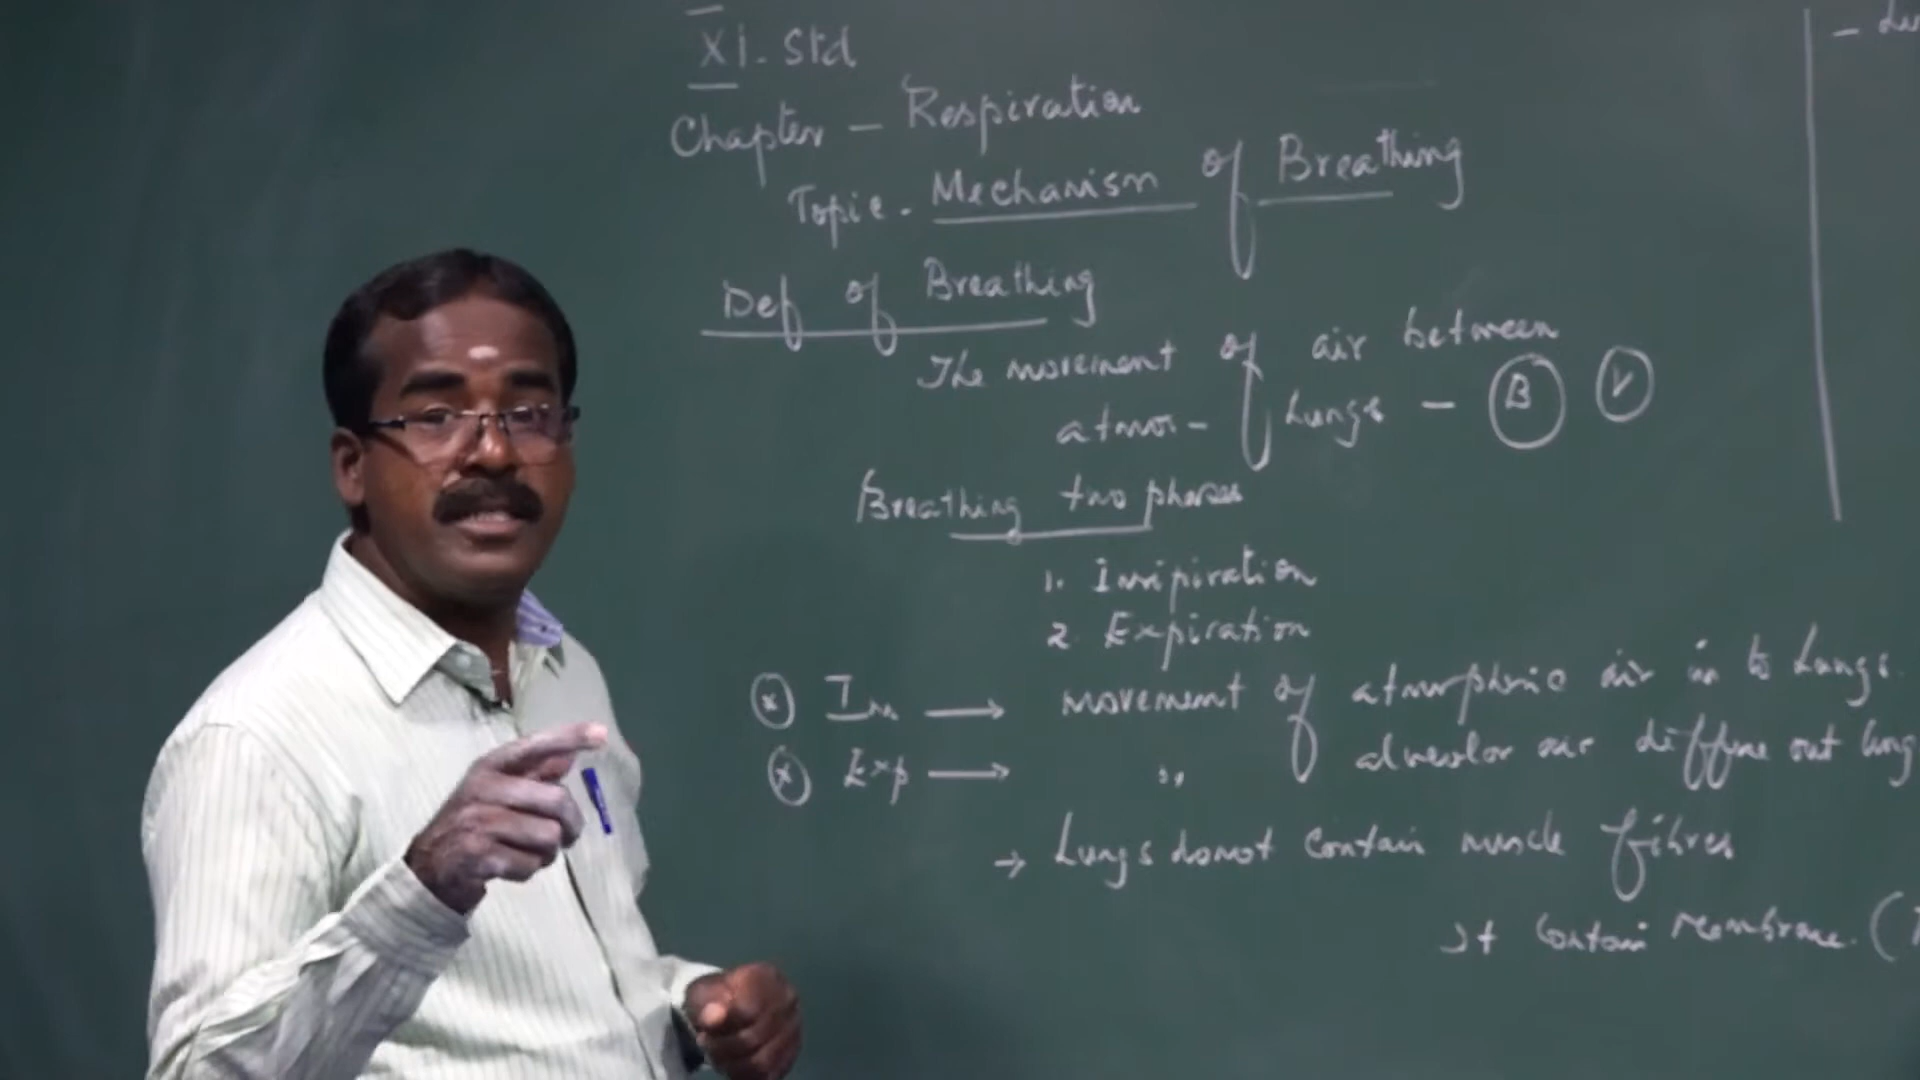 XI. Std
Chapter - Respiration
Topic. Mechanism of Breathing
Def of Breathing
The movement of air between
atmos- Lungs - B V
Breathing two phases
1. Inspiration
2. Expiration
In → movement of atmosphric air in to Lungs.
Exp → ,, alveolar air diffuse out lung
→ Lungs donot Contain muscle fibres
It Contain Membrane. (
- Lu